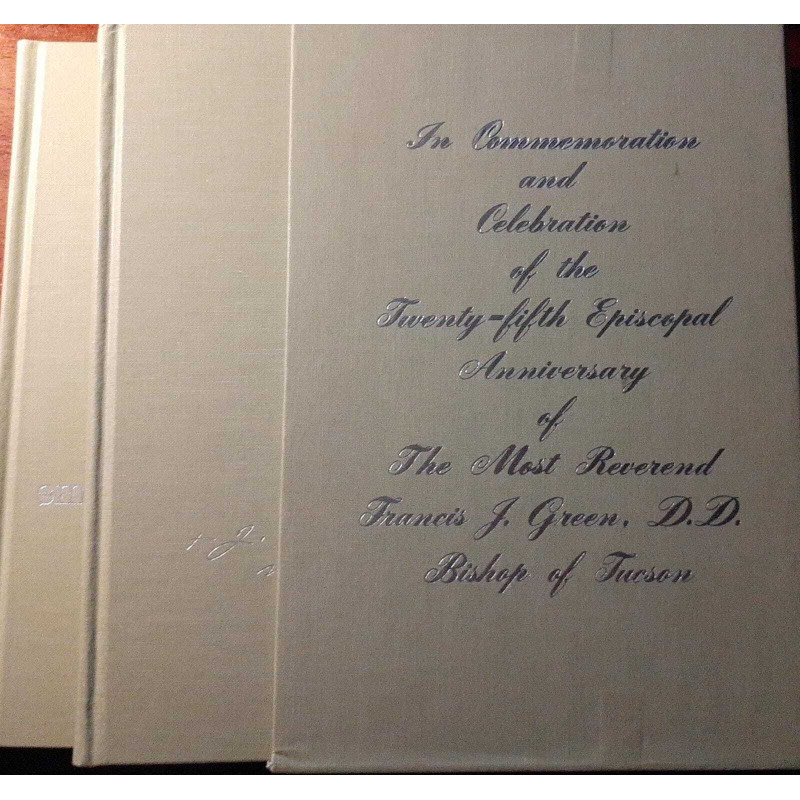 In Commemoration
and
Celebration
of the
Twenty-fifth Episcopal
Anniversary
of
The Most Reverend
Francis J. Green, D.D.
Bishop of Tucson
sm